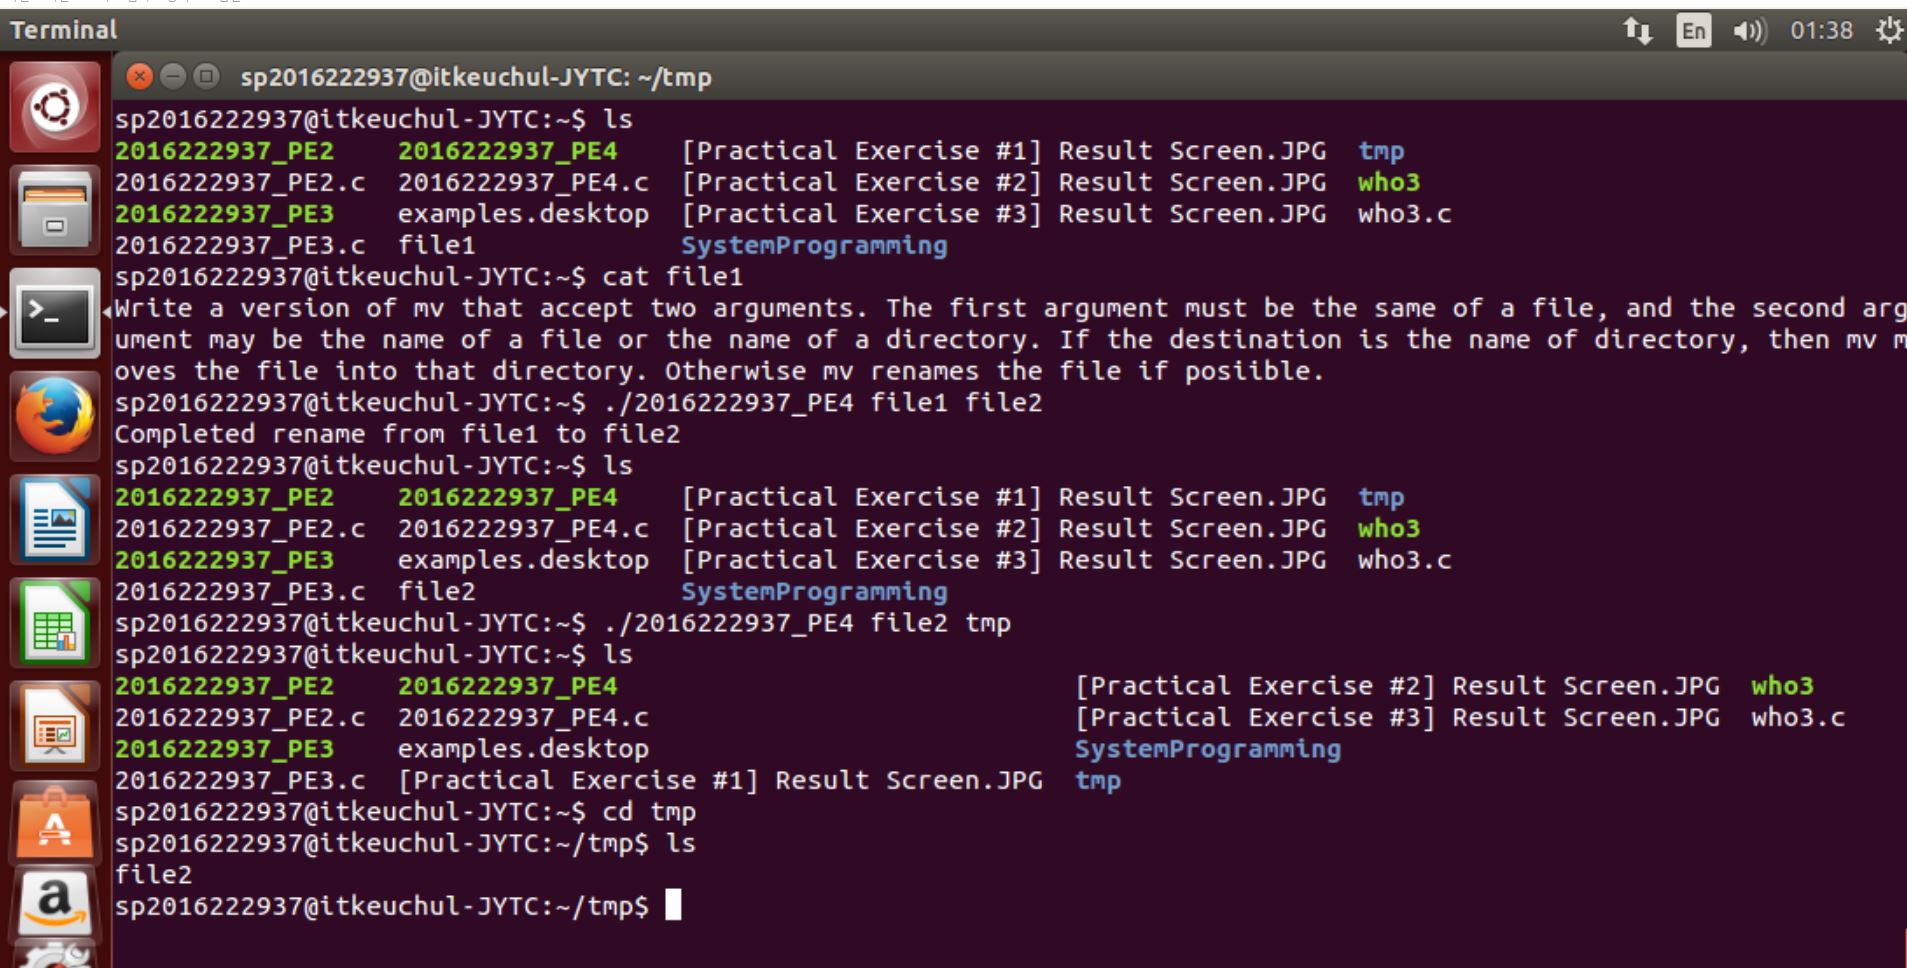 Terminal
En 01:38
sp2016222937@itkeuchul-JYTC: ~/tmp
sp2016222937@itkeuchul-JYTC:~$ ls
2016222937_PE2    2016222937_PE4    [Practical Exercise #1] Result Screen.JPG  tmp
2016222937_PE2.c  2016222937_PE4.c  [Practical Exercise #2] Result Screen.JPG  who3
2016222937_PE3    examples.desktop  [Practical Exercise #3] Result Screen.JPG  who3.c
2016222937_PE3.c  file1             SystemProgramming
sp2016222937@itkeuchul-JYTC:~$ cat file1
Write a version of mv that accept two arguments. The first argument must be the same of a file, and the second arg
ument may be the name of a file or the name of a directory. If the destination is the name of directory, then mv m
oves the file into that directory. Otherwise mv renames the file if posiible.
sp2016222937@itkeuchul-JYTC:~$ ./2016222937_PE4 file1 file2
Completed rename from file1 to file2
sp2016222937@itkeuchul-JYTC:~$ ls
2016222937_PE2    2016222937_PE4    [Practical Exercise #1] Result Screen.JPG  tmp
2016222937_PE2.c  2016222937_PE4.c  [Practical Exercise #2] Result Screen.JPG  who3
2016222937_PE3    examples.desktop  [Practical Exercise #3] Result Screen.JPG  who3.c
2016222937_PE3.c  file2             SystemProgramming
sp2016222937@itkeuchul-JYTC:~$ ./2016222937_PE4 file2 tmp
sp2016222937@itkeuchul-JYTC:~$ ls
2016222937_PE2    2016222937_PE4                             [Practical Exercise #2] Result Screen.JPG  who3
2016222937_PE2.c  2016222937_PE4.c                           [Practical Exercise #3] Result Screen.JPG  who3.c
2016222937_PE3    examples.desktop                           SystemProgramming
2016222937_PE3.c  [Practical Exercise #1] Result Screen.JPG  tmp
sp2016222937@itkeuchul-JYTC:~$ cd tmp
sp2016222937@itkeuchul-JYTC:~/tmp$ ls
file2
sp2016222937@itkeuchul-JYTC:~/tmp$